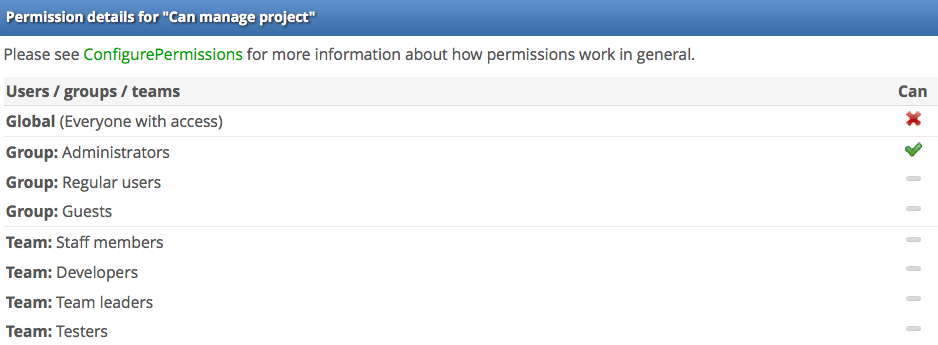 Permission details for "Can manage project"
Please see ConfigurePermissions for more information about how permissions work in general.
Users / groups / teams Can
Global (Everyone with access)
Group: Administrators
Group: Regular users
Group: Guests
Team: Staff members
Team: Developers
Team: Team leaders
Team: Testers